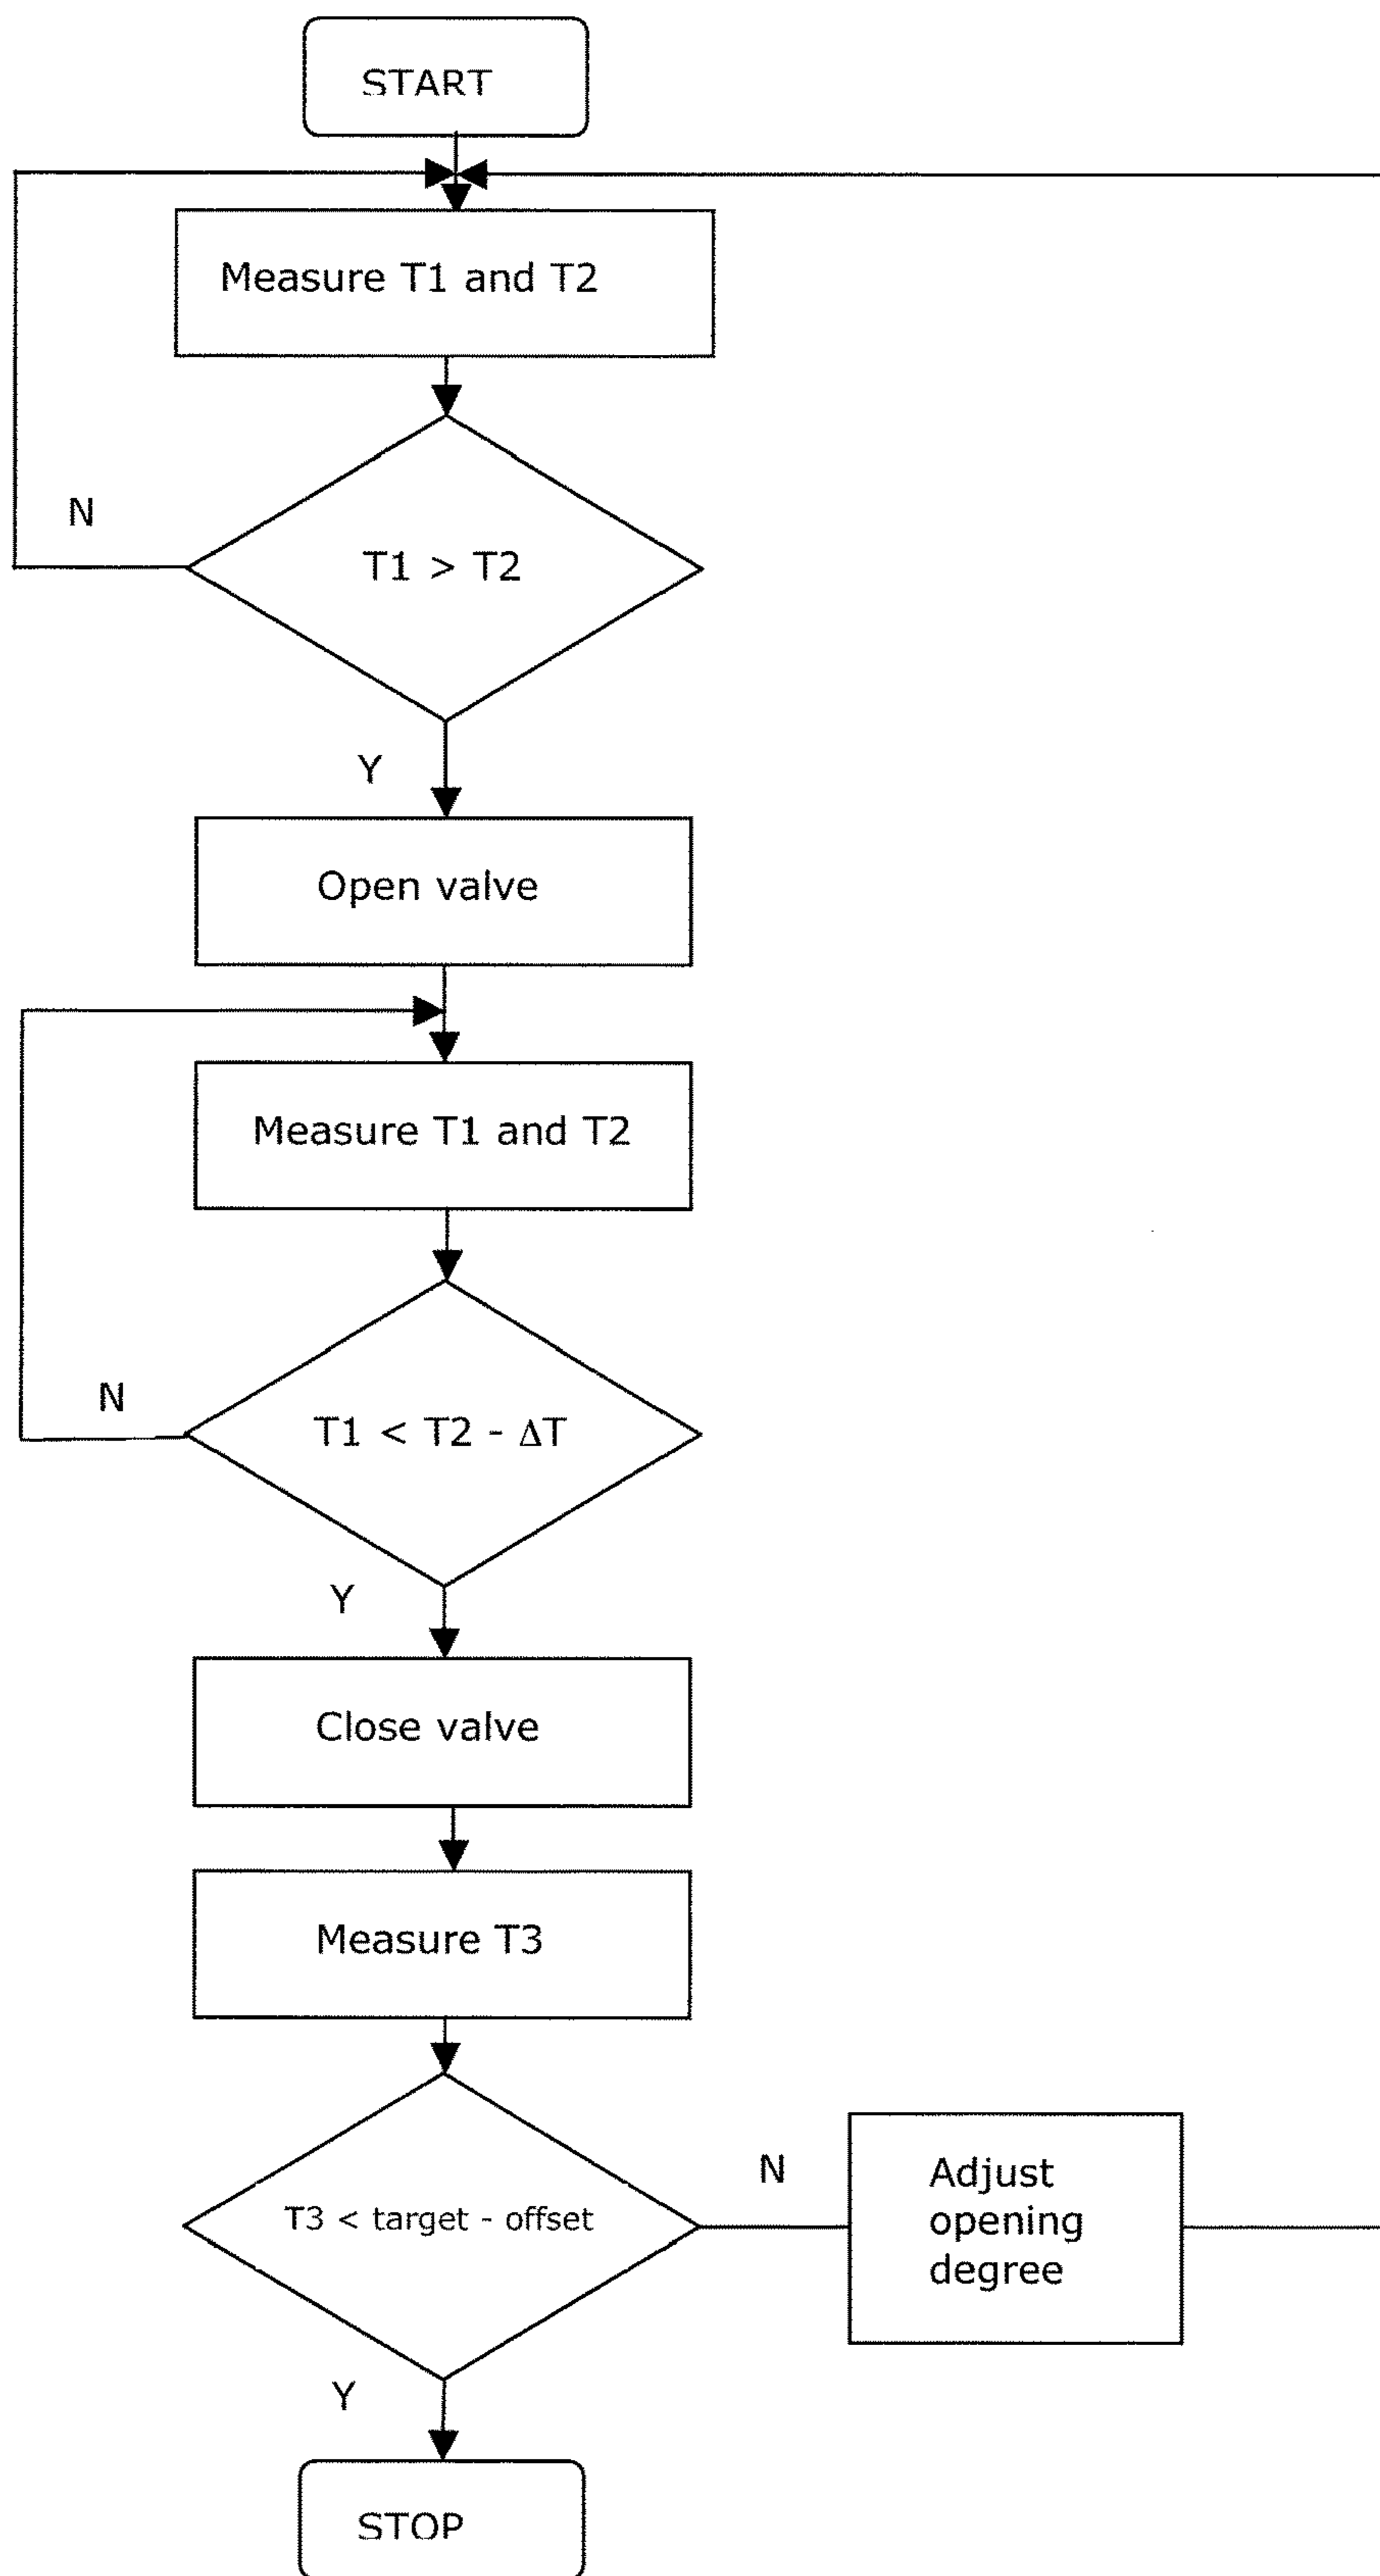 START
Measure T1 and T2
N
T1 > T2
Y
Open valve
Measure T1 and T2
N
T1 < T2 - ΔT
Y
Close valve
Measure T3
T3 < target - offset
N
Adjust
opening
degree
Y
STOP